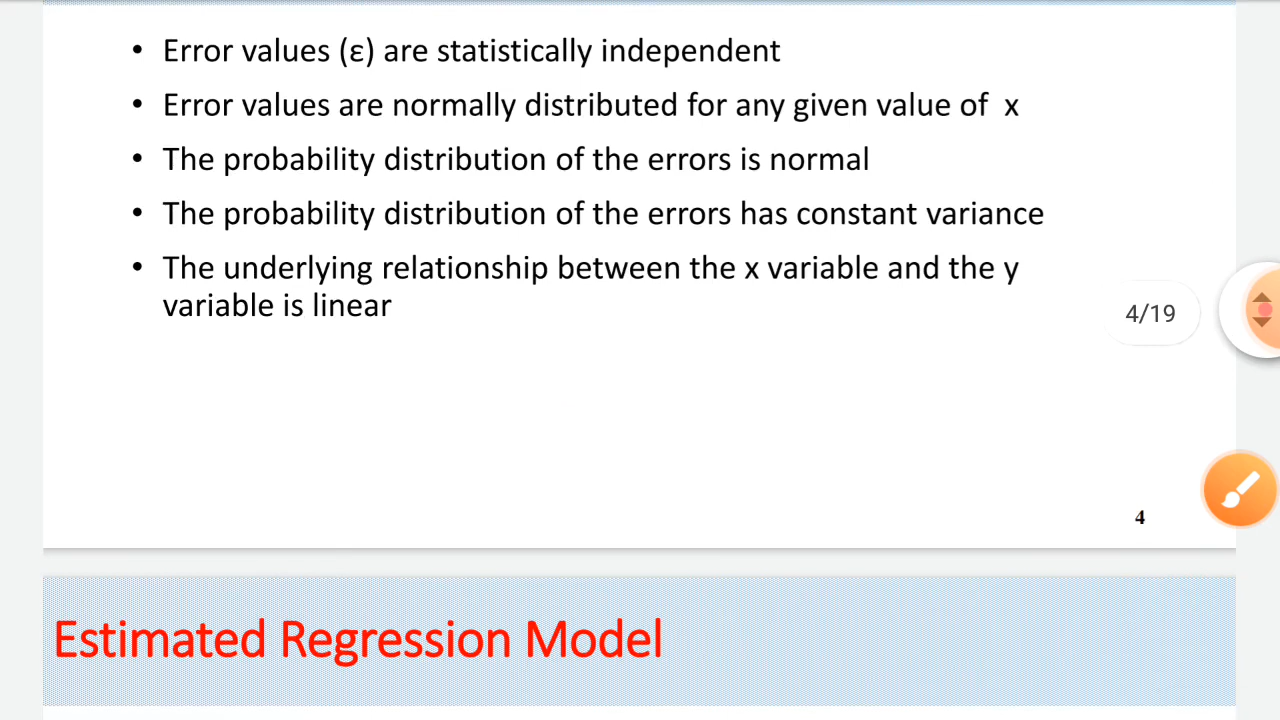 • Error values (ε) are statistically independent
• Error values are normally distributed for any given value of x
• The probability distribution of the errors is normal
• The probability distribution of the errors has constant variance
• The underlying relationship between the x variable and the y
variable is linear
4/19
4
Estimated Regression Model